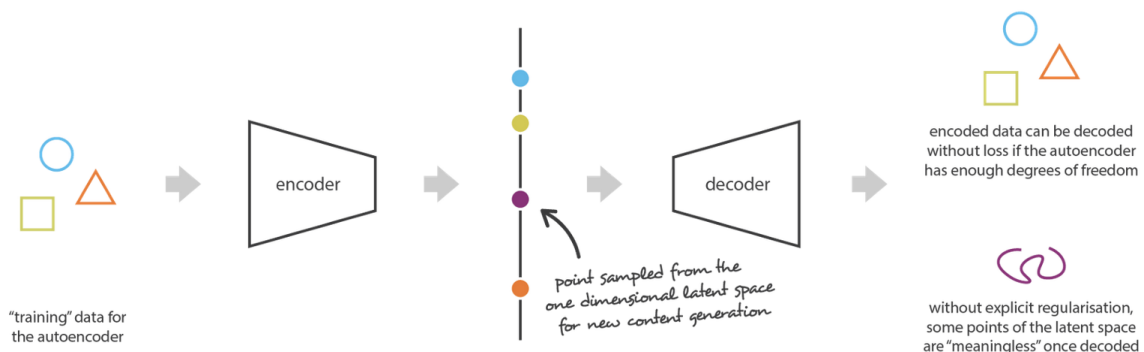 "training" data for
the autoencoder
encoder
point sampled from the
one dimensional latent space
for new content generation
decoder
encoded data can be decoded
without loss if the autoencoder
has enough degrees of freedom
without explicit regularisation,
some points of the latent space
are "meaningless" once decoded